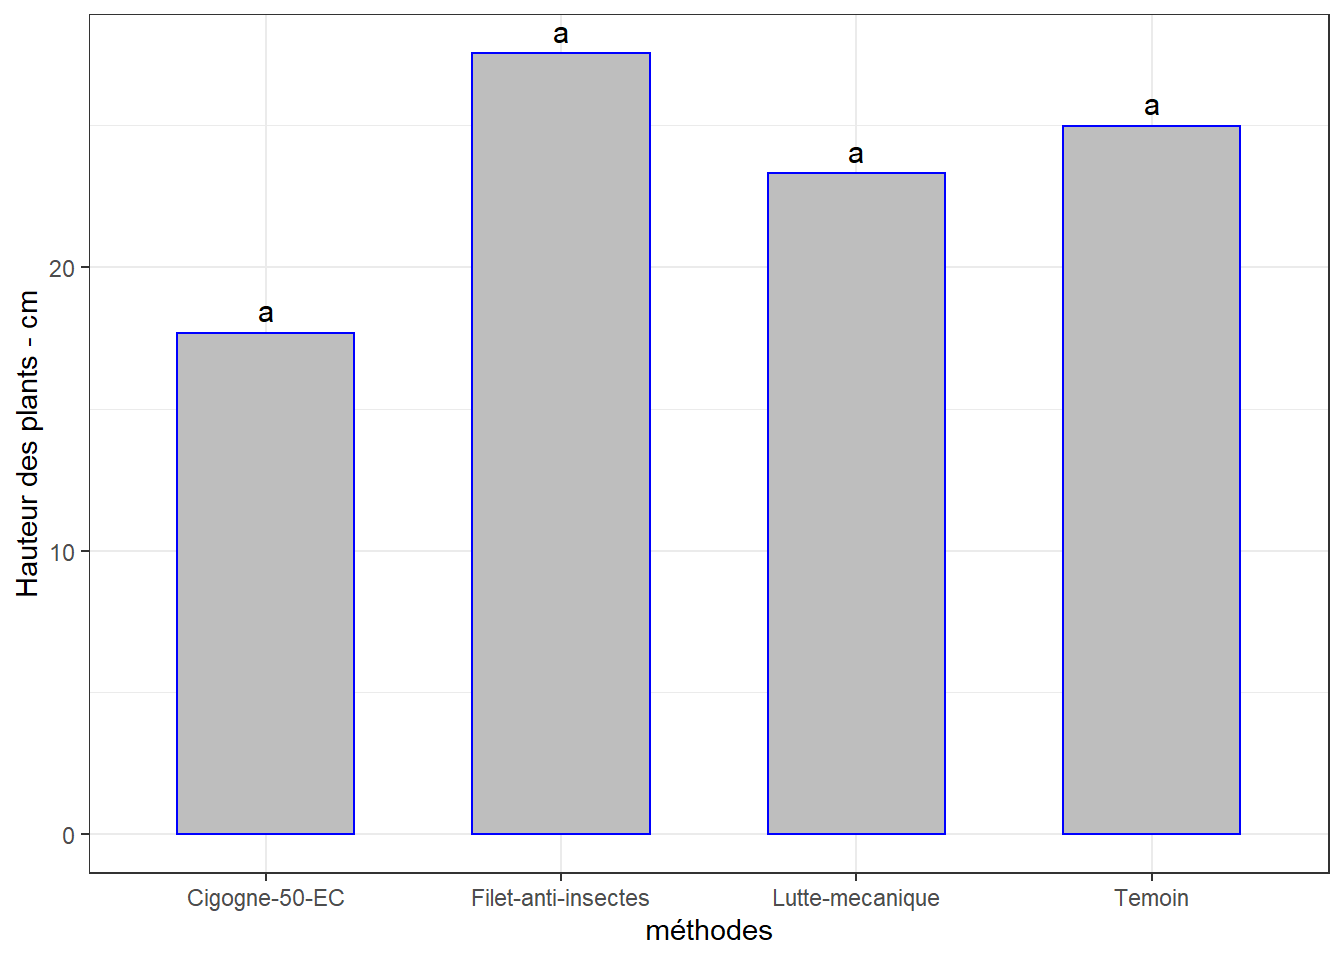 a
a
a
a
Hauteur des plants - cm
20
10
0
Cigogne-50-EC
Filet-anti-insectes
Lutte-mecanique
Temoin
méthodes